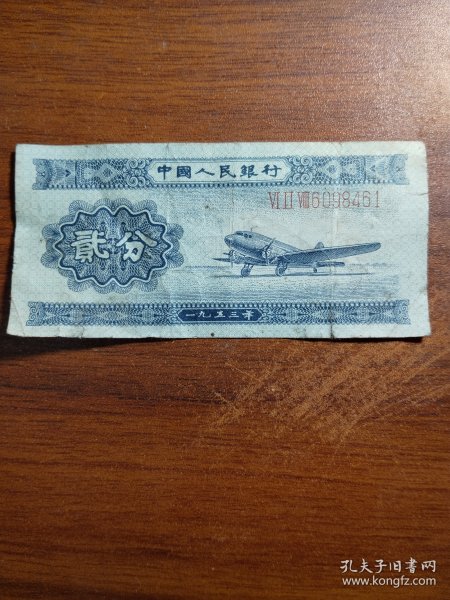 中國人民銀行
VI II VIII 6098461
貳分
一九五三年
孔夫子旧书网
www.kongfz.com